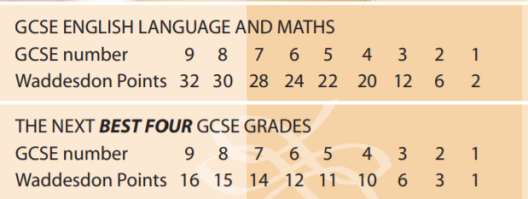 GCSE ENGLISH LANGUAGE AND MATHS
GCSE number 9 8 7 6 5 4 3 2 1
Waddesdon Points 32 30 28 24 22 20 12 6 2
THE NEXT BEST FOUR GCSE GRADES
GCSE number 9 8 7 6 5 4 3 2 1
Waddesdon Points 16 15 14 12 11 10 6 3 1